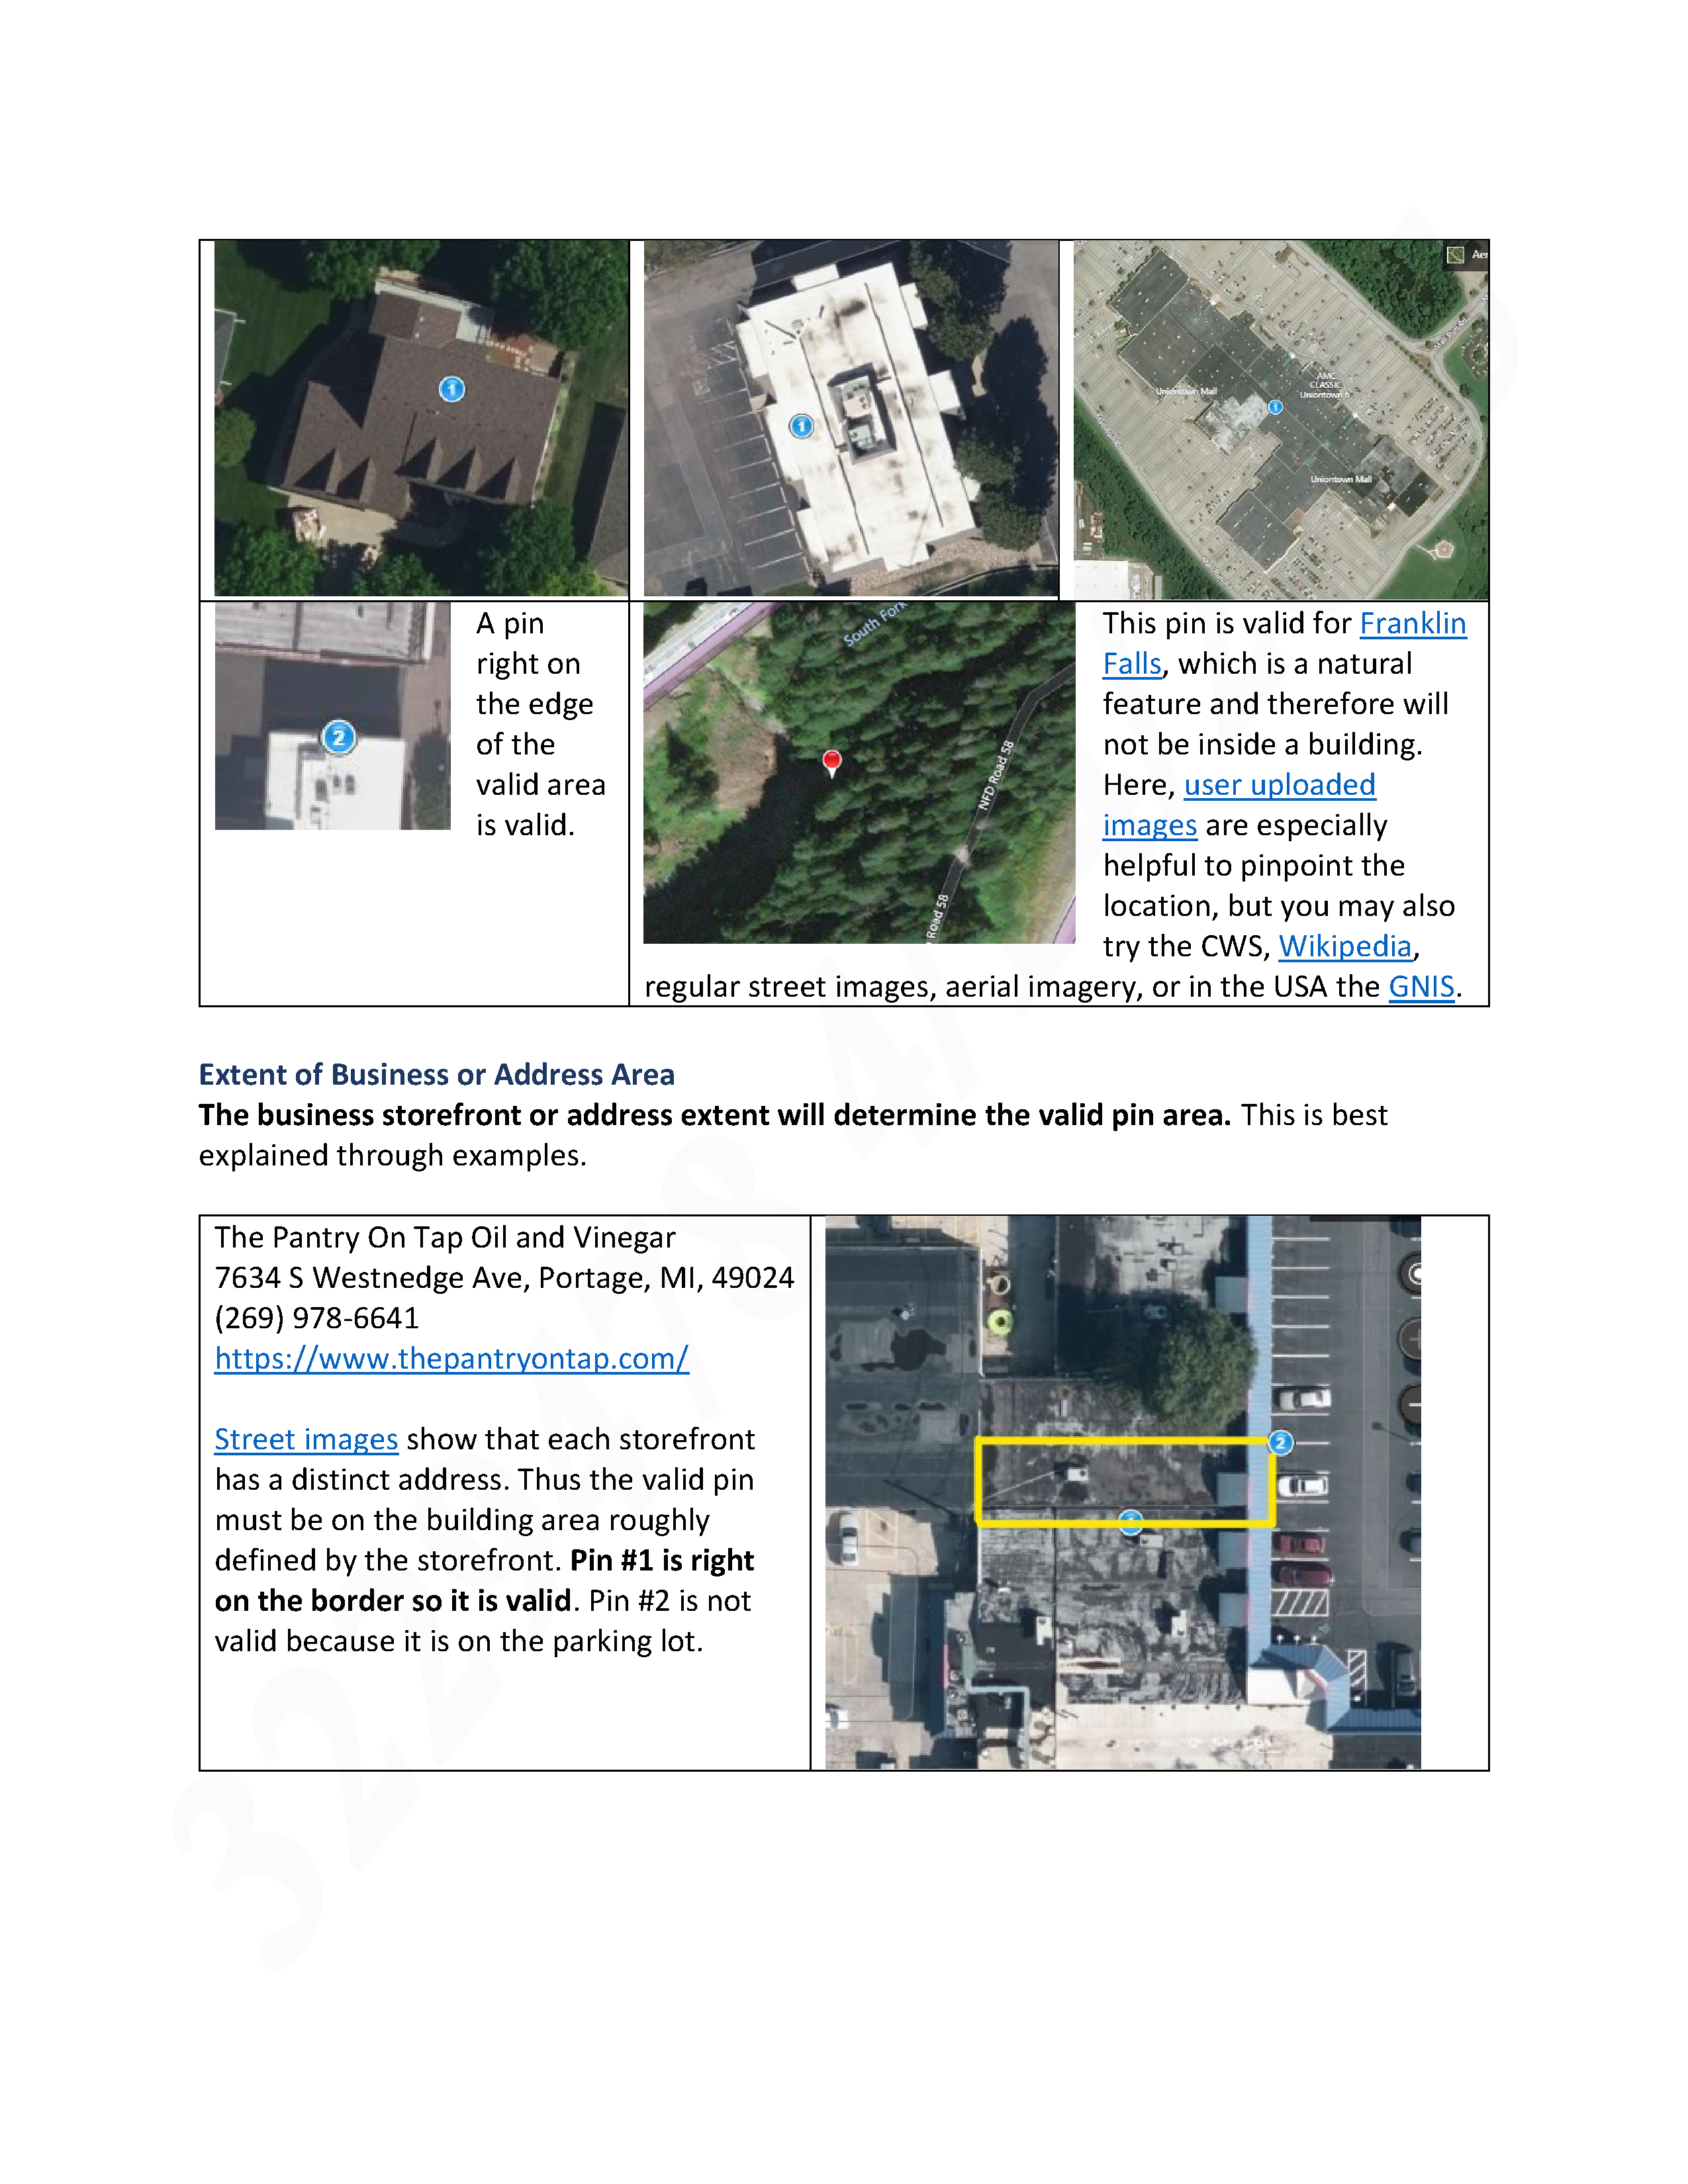 1
1
Aer
Mall Run Rd
AMC
CLASSIC
Uniontown 6
Uniontown Mall
1
Uniontown Mall
2
A pin
right on
the edge
of the
valid area
is valid.
South Fork
NFD Road 58
Road 58
This pin is valid for Franklin
Falls, which is a natural
feature and therefore will
not be inside a building.
Here, user uploaded
images are especially
helpful to pinpoint the
location, but you may also
try the CWS, Wikipedia,
regular street images, aerial imagery, or in the USA the GNIS.
Extent of Business or Address Area
The business storefront or address extent will determine the valid pin area. This is best
explained through examples.
The Pantry On Tap Oil and Vinegar
7634 S Westnedge Ave, Portage, MI, 49024
(269) 978-6641
https://www.thepantryontap.com/
Street images show that each storefront
has a distinct address. Thus the valid pin
must be on the building area roughly
defined by the storefront. Pin #1 is right
on the border so it is valid. Pin #2 is not
valid because it is on the parking lot.
2